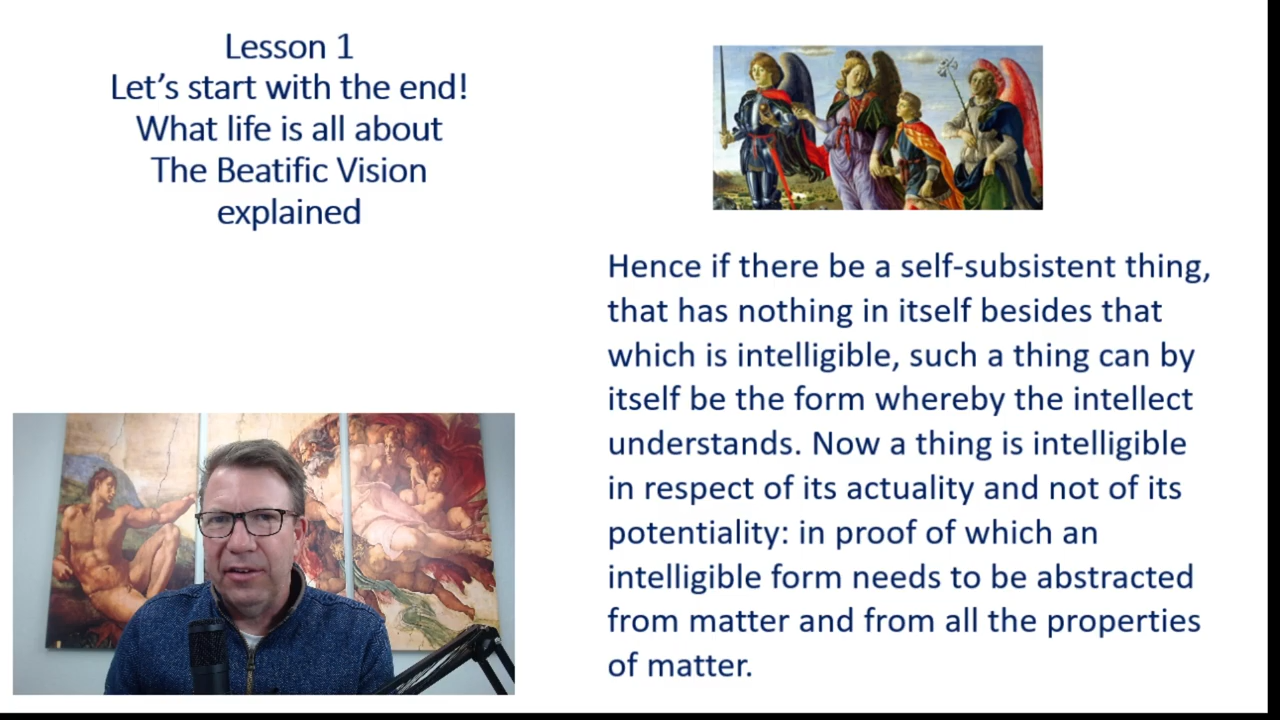 Lesson 1
Let’s start with the end!
What life is all about
The Beatific Vision
explained
Hence if there be a self-subsistent thing,
that has nothing in itself besides that
which is intelligible, such a thing can by
itself be the form whereby the intellect
understands. Now a thing is intelligible
in respect of its actuality and not of its
potentiality: in proof of which an
intelligible form needs to be abstracted
from matter and from all the properties
of matter.